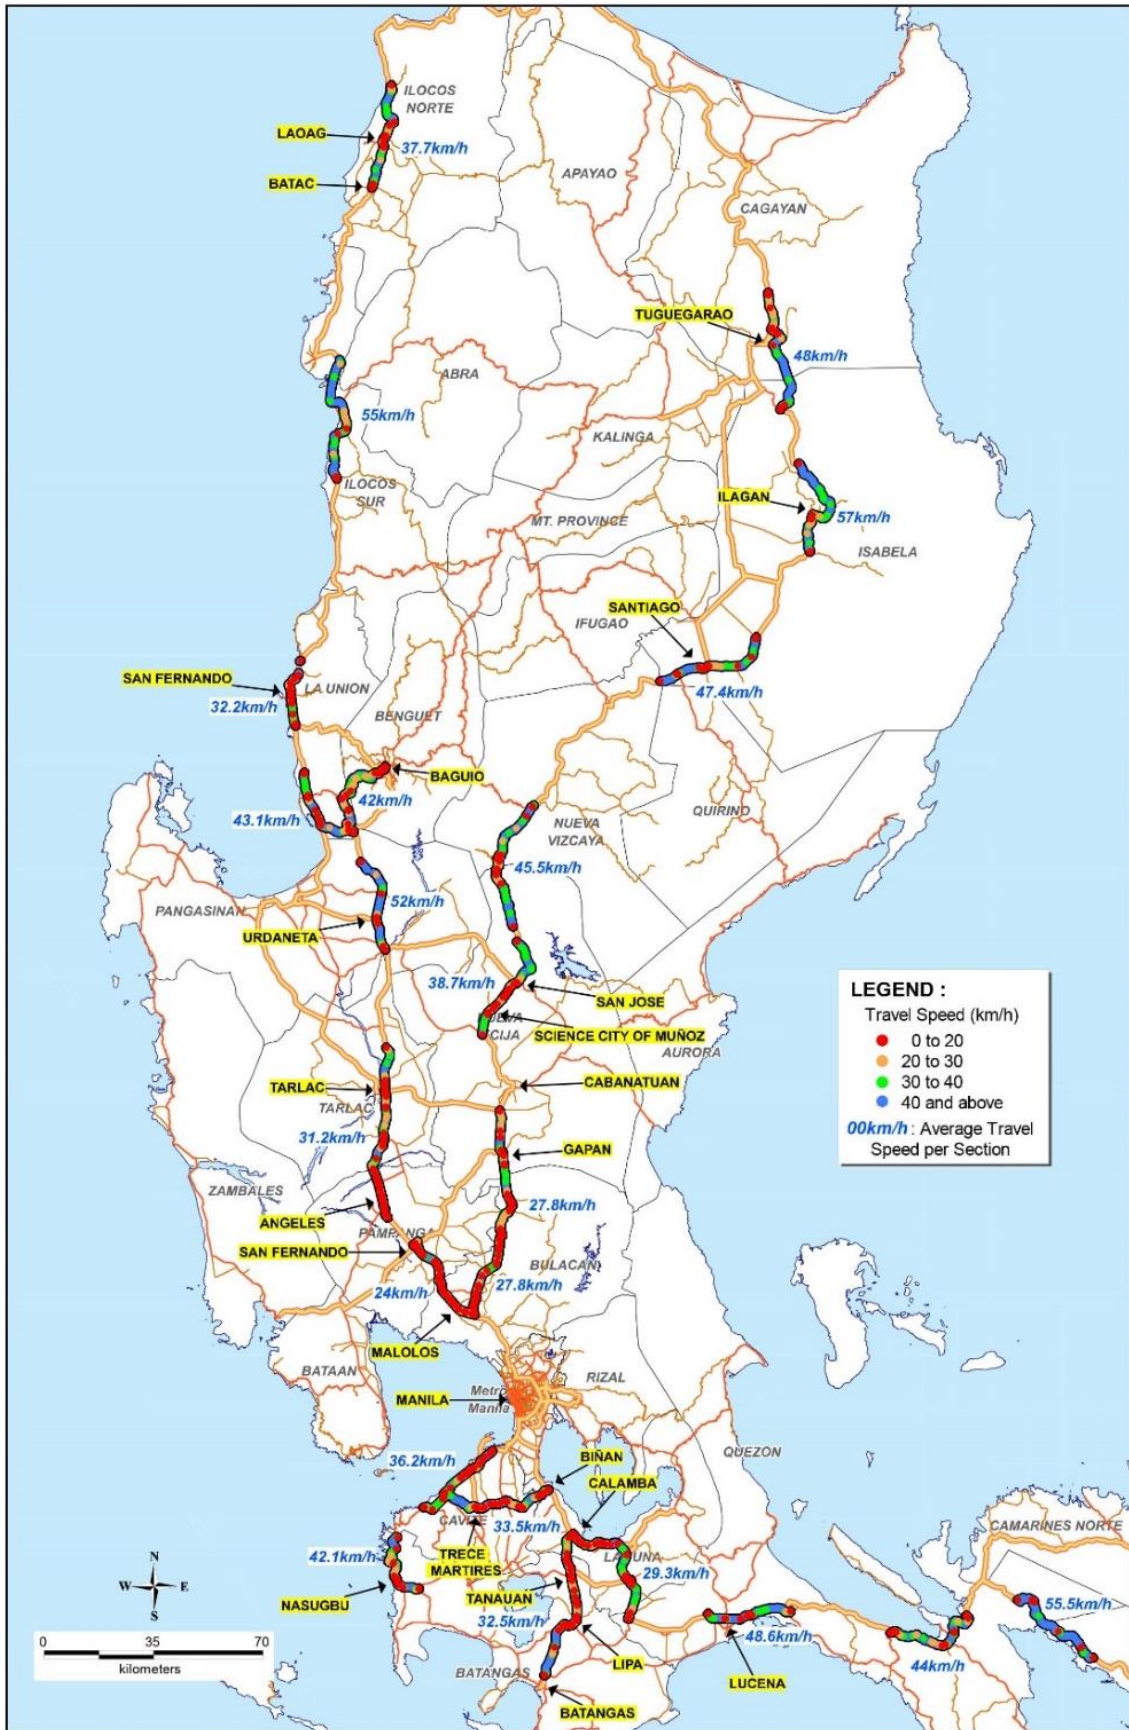 ILOCOS
NORTE
LAOAG
37.7km/h
BATAC
APAYAO
CAGAYAN
TUGUEGARAO
48km/h
ABRA
55km/h
KALINGA
ILOCOS
SUR
ILAGAN
57km/h
MT. PROVINCE
ISABELA
SANTIAGO
IFUGAO
47.4km/h
SAN FERNANDO
LA UNION
32.2km/h
BENGUET
BAGUIO
42km/h
43.1km/h
QUIRINO
NUEVA
VIZCAYA
45.5km/h
52km/h
PANGASINAN
URDANETA
38.7km/h
SAN JOSE
NUEVA
ECIJA
SCIENCE CITY OF MUÑOZ
AURORA
LEGEND :
Travel Speed (km/h)
0 to 20
20 to 30
30 to 40
40 and above
00km/h : Average Travel
Speed per Section
TARLAC
CABANATUAN
TARLAC
31.2km/h
GAPAN
ZAMBALES
ANGELES
27.8km/h
PAMPANGA
SAN FERNANDO
BULACAN
24km/h
27.8km/h
MALOLOS
BATAAN
RIZAL
MANILA
Metro
Manila
QUEZON
36.2km/h
BIÑAN
CALAMBA
CAVITE
33.5km/h
CAMARINES NORTE
42.1km/h
TRECE
MARTIRES
LAGUNA
29.3km/h
N
W
E
S
NASUGBU
TANAUAN
55.5km/h
32.5km/h
48.6km/h
44km/h
0 35 70
kilometers
BATANGAS
LIPA
LUCENA
BATANGAS